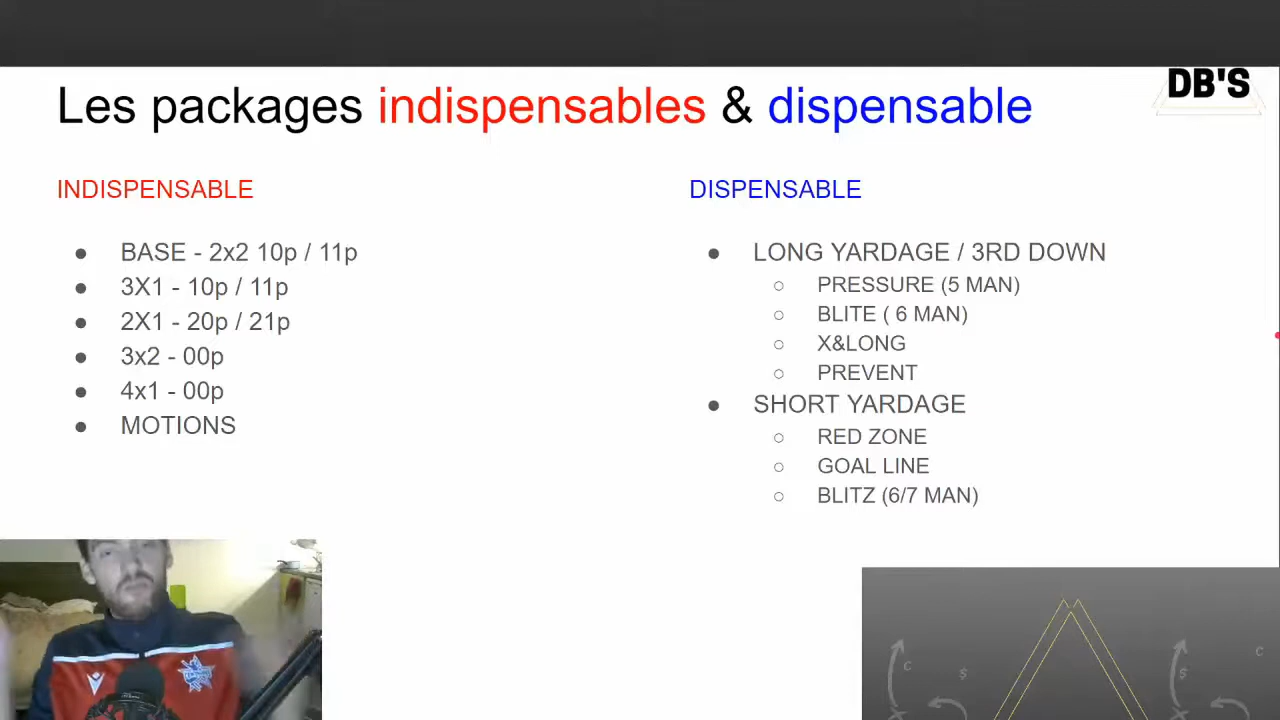 DB'S
Les packages indispensables & dispensable
INDISPENSABLE
● BASE - 2x2 10p / 11p
● 3X1 - 10p / 11p
● 2X1 - 20p / 21p
● 3x2 - 00p
● 4x1 - 00p
● MOTIONS
DISPENSABLE
● LONG YARDAGE / 3RD DOWN
○ PRESSURE (5 MAN)
○ BLITE ( 6 MAN)
○ X&LONG
○ PREVENT
● SHORT YARDAGE
○ RED ZONE
○ GOAL LINE
○ BLITZ (6/7 MAN)
C
$
$
C